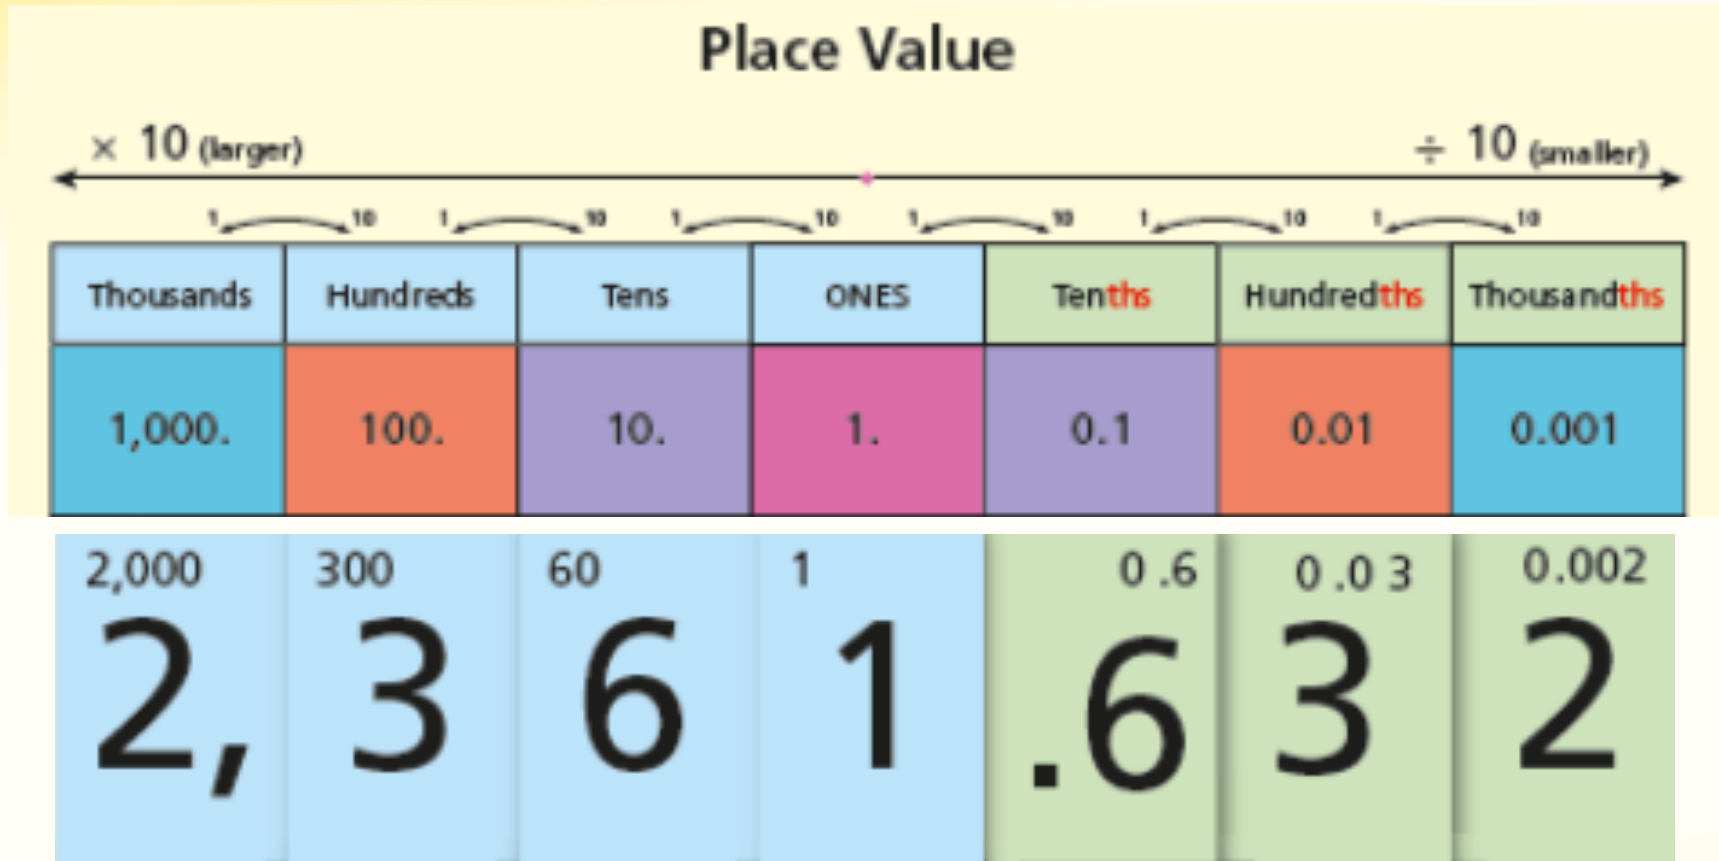 Place Value
× 10 (larger) ÷ 10 (smaller)
1 10 1 10 1 10 1 10 1 10 1 10
Thousands Hundreds Tens ONES Tenths Hundredths Thousandths
1,000. 100. 10. 1. 0.1 0.01 0.001
2,000 300 60 1 0 .6 0 .0 3 0.002
2, 3 6 1 .6 3 2